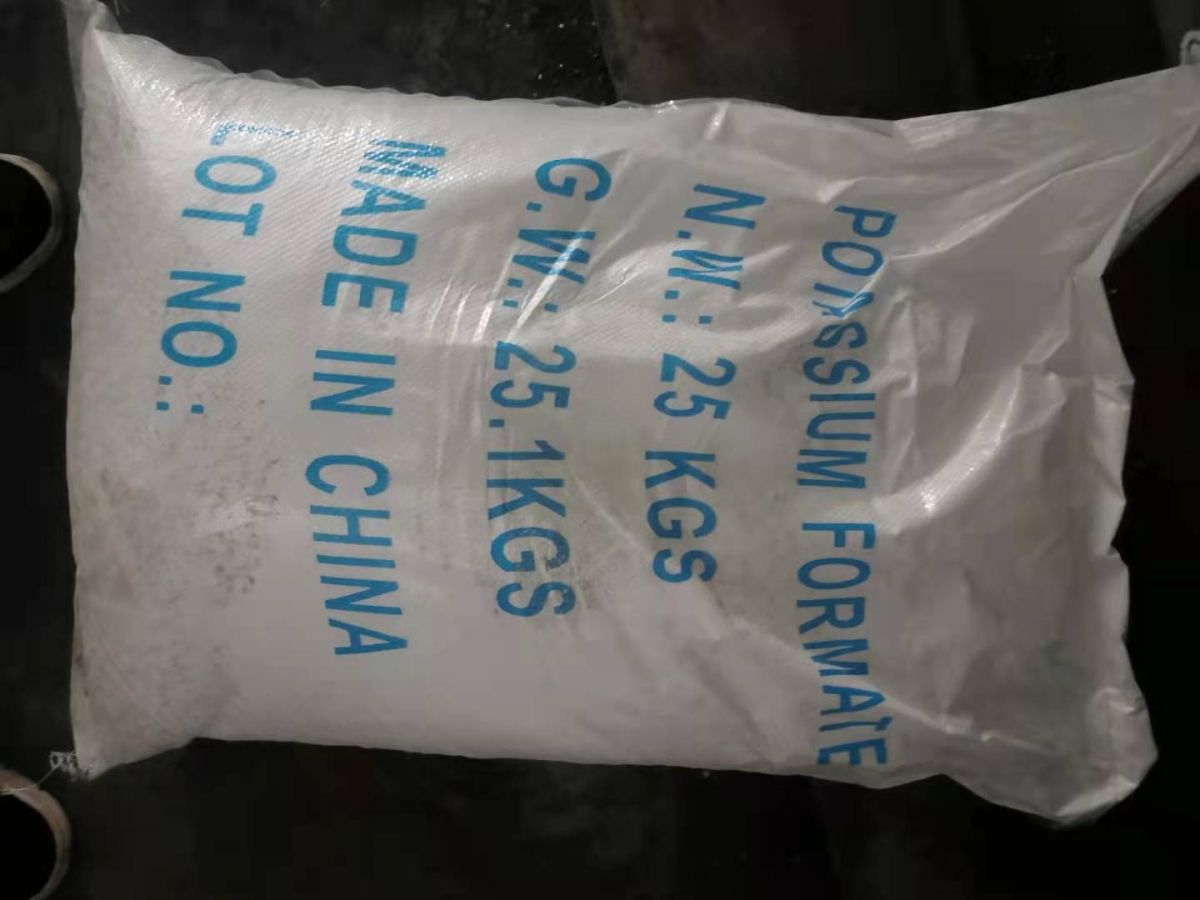 POTASSIUM FORMATE
N.W.: 25 KGS
G.W.: 25.1KGS
MADE IN CHINA
LOT NO.: